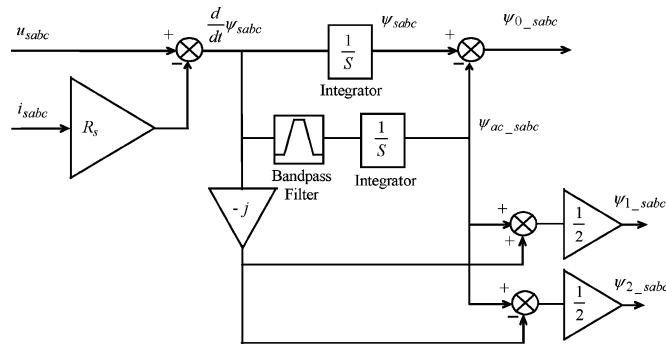 u_sabc
d/dt ψ_sabc
1/S
Integrator
ψ_sabc
ψ_0_sabc
+
−
+
−
i_sabc
R_s
Bandpass
Filter
1/S
Integrator
ψ_ac_sabc
- j
+
+
1/2
ψ_1_sabc
+
−
1/2
ψ_2_sabc